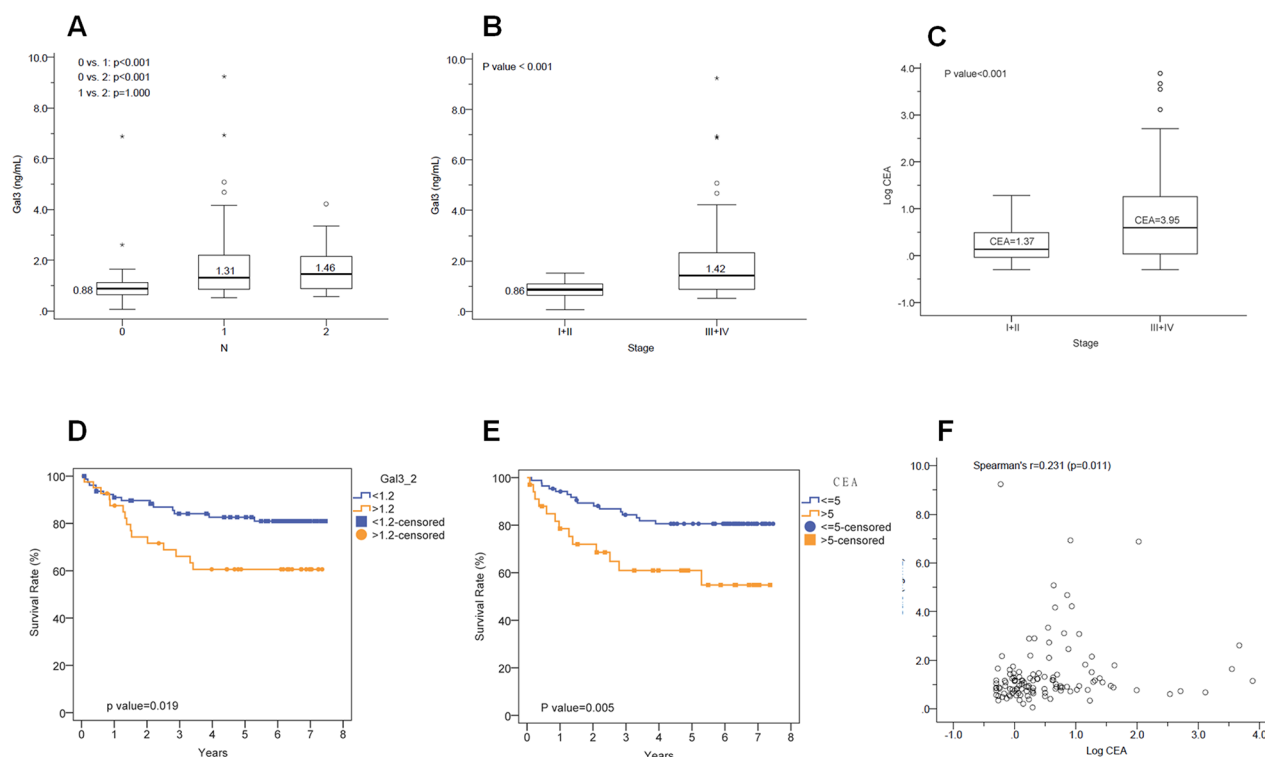 A
10.0
8.0
6.0
4.0
2.0
.0
Gal3 (ng/mL)
0 vs. 1: p<0.001
0 vs. 2: p<0.001
1 vs. 2: p=1.000
0.88
1.31
1.46
0
1
2
N
B
10.0
8.0
6.0
4.0
2.0
.0
Gal3 (ng/mL)
P value < 0.001
0.86
1.42
I+II
III+IV
Stage
C
4.0
3.0
2.0
1.0
.0
-1.0
Log CEA
P value<0.001
CEA=1.37
CEA=3.95
I+II
III+IV
Stage
D
100
80
60
40
20
0
Survival Rate (%)
p value=0.019
0 1 2 3 4 5 6 7 8
Years
Gal3_2
<1.2
>1.2
<1.2-censored
>1.2-censored
E
100
80
60
40
20
0
Survival Rate (%)
P value=0.005
0 1 2 3 4 5 6 7 8
Years
CEA
<=5
>5
<=5-censored
>5-censored
F
10.0
8.0
6.0
4.0
2.0
.0
Spearman's r=0.231 (p=0.011)
-1.0 .0 1.0 2.0 3.0 4.0
Log CEA